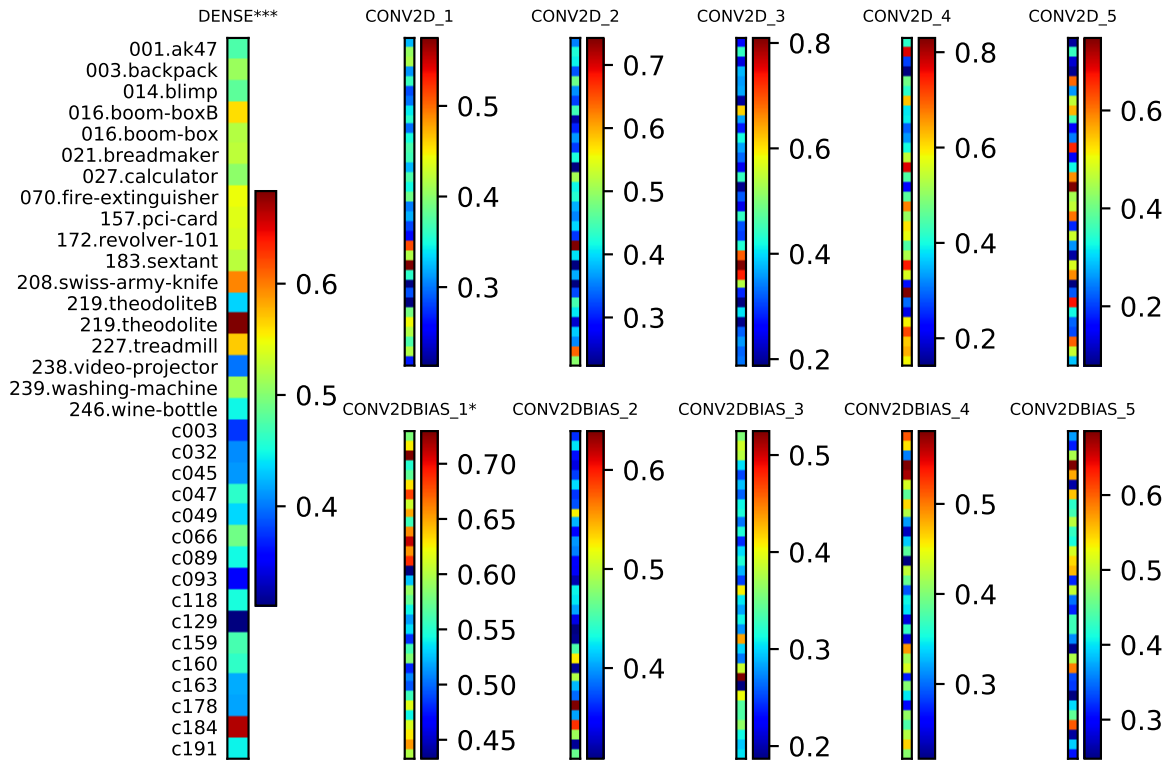 DENSE***
CONV2D_1
CONV2D_2
CONV2D_3
CONV2D_4
CONV2D_5
001.ak47
003.backpack
014.blimp
016.boom-boxB
016.boom-box
021.breadmaker
027.calculator
070.fire-extinguisher
157.pci-card
172.revolver-101
183.sextant
208.swiss-army-knife
219.theodoliteB
219.theodolite
227.treadmill
238.video-projector
239.washing-machine
246.wine-bottle
c003
c032
c045
c047
c049
c066
c089
c093
c118
c129
c159
c160
c163
c178
c184
c191
0.6
0.5
0.4
0.5
0.4
0.3
0.7
0.6
0.5
0.4
0.3
0.8
0.6
0.4
0.2
0.8
0.6
0.4
0.2
0.6
0.4
0.2
CONV2DBIAS_1*
CONV2DBIAS_2
CONV2DBIAS_3
CONV2DBIAS_4
CONV2DBIAS_5
0.70
0.65
0.60
0.55
0.50
0.45
0.6
0.5
0.4
0.5
0.4
0.3
0.2
0.5
0.4
0.3
0.6
0.5
0.4
0.3